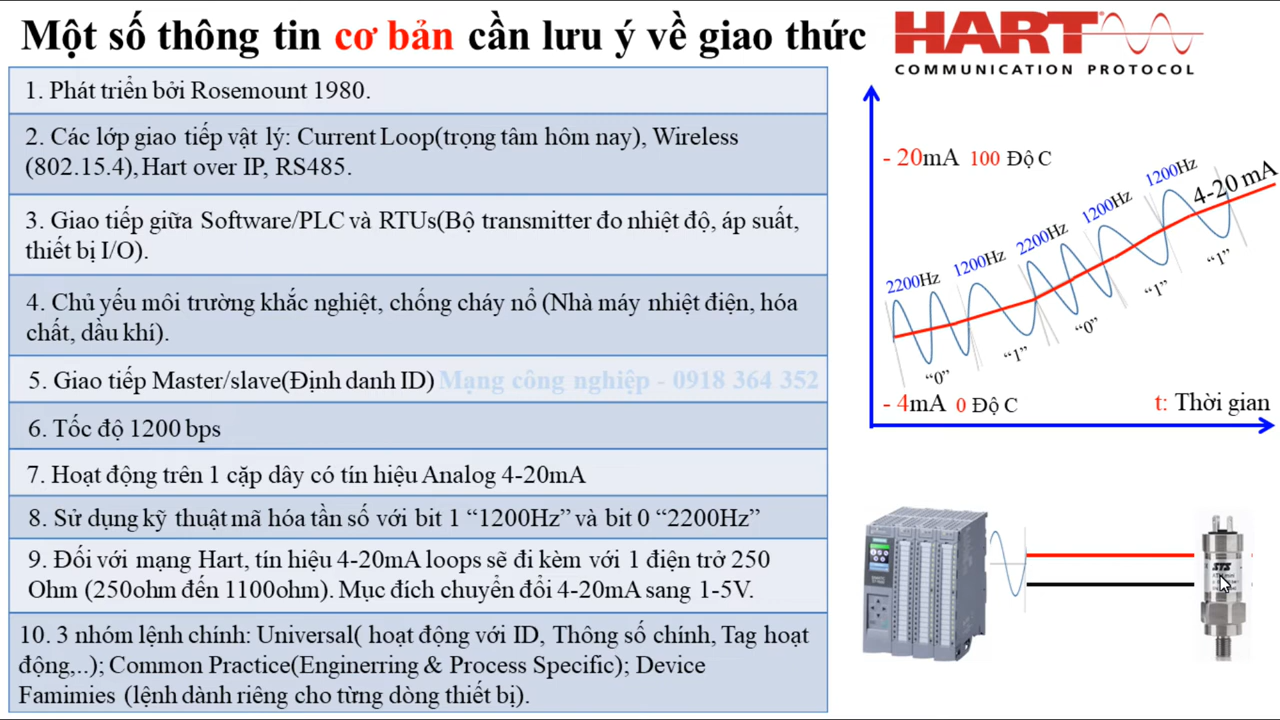 Một số thông tin cơ bản cần lưu ý về giao thức
HART
COMMUNICATION PROTOCOL
1. Phát triển bởi Rosemount 1980.
2. Các lớp giao tiếp vật lý: Current Loop(trọng tâm hôm nay), Wireless
(802.15.4), Hart over IP, RS485.
3. Giao tiếp giữa Software/PLC và RTUs(Bộ transmitter đo nhiệt độ, áp suất,
thiết bị I/O).
4. Chủ yếu môi trường khắc nghiệt, chống cháy nổ (Nhà máy nhiệt điện, hóa
chất, dầu khí).
5. Giao tiếp Master/slave(Định danh ID)
Mạng công nghiệp - 0918 364 352
6. Tốc độ 1200 bps
7. Hoạt động trên 1 cặp dây có tín hiệu Analog 4-20mA
8. Sử dụng kỹ thuật mã hóa tần số với bit 1 “1200Hz” và bit 0 “2200Hz”
9. Đối với mạng Hart, tín hiệu 4-20mA loops sẽ đi kèm với 1 điện trở 250
Ohm (250ohm đến 1100ohm). Mục đích chuyển đổi 4-20mA sang 1-5V.
10. 3 nhóm lệnh chính: Universal( hoạt động với ID, Thông số chính, Tag hoạt
động,..); Common Practice(Enginerring & Process Specific); Device
Famimies (lệnh dành riêng cho từng dòng thiết bị).
- 20mA 100 Độ C
2200Hz
1200Hz
2200Hz
1200Hz
1200Hz
4-20 mA
“0”
“1”
“0”
“1”
“1”
- 4mA 0 Độ C
t: Thời gian
STS